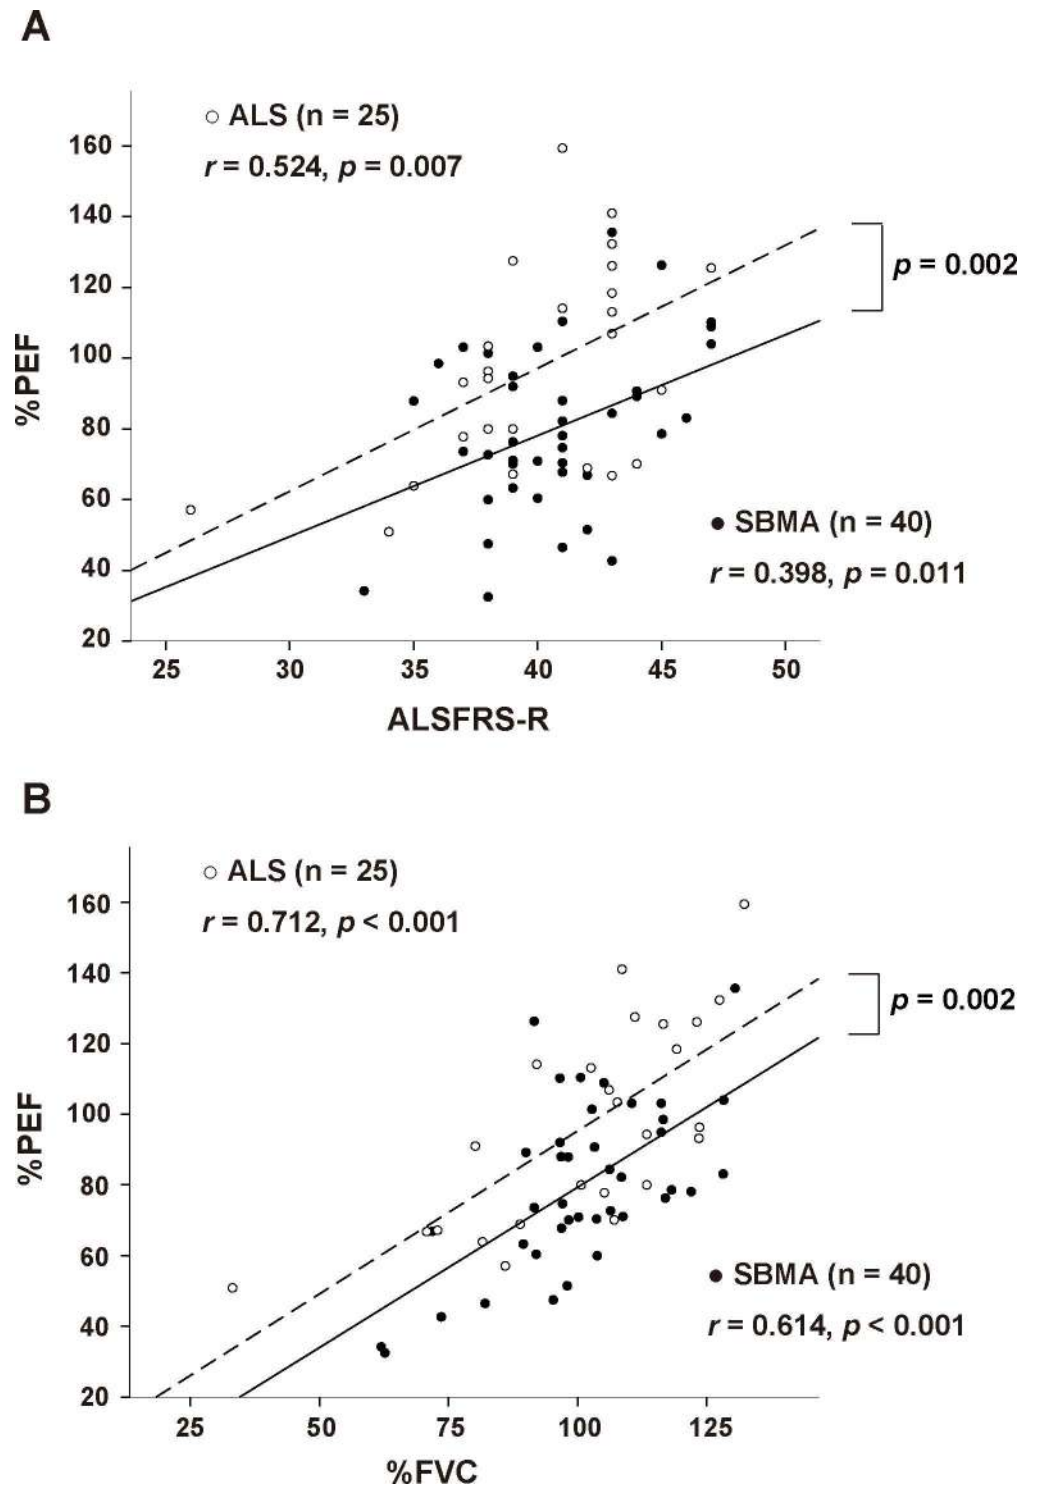 A
ALS (n = 25)
r = 0.524, p = 0.007
160
140
120
100
80
60
40
20
%PEF
p = 0.002
SBMA (n = 40)
r = 0.398, p = 0.011
25 30 35 40 45 50
ALSFRS-R
B
ALS (n = 25)
r = 0.712, p < 0.001
160
140
120
100
80
60
40
20
%PEF
p = 0.002
SBMA (n = 40)
r = 0.614, p < 0.001
25 50 75 100 125
%FVC